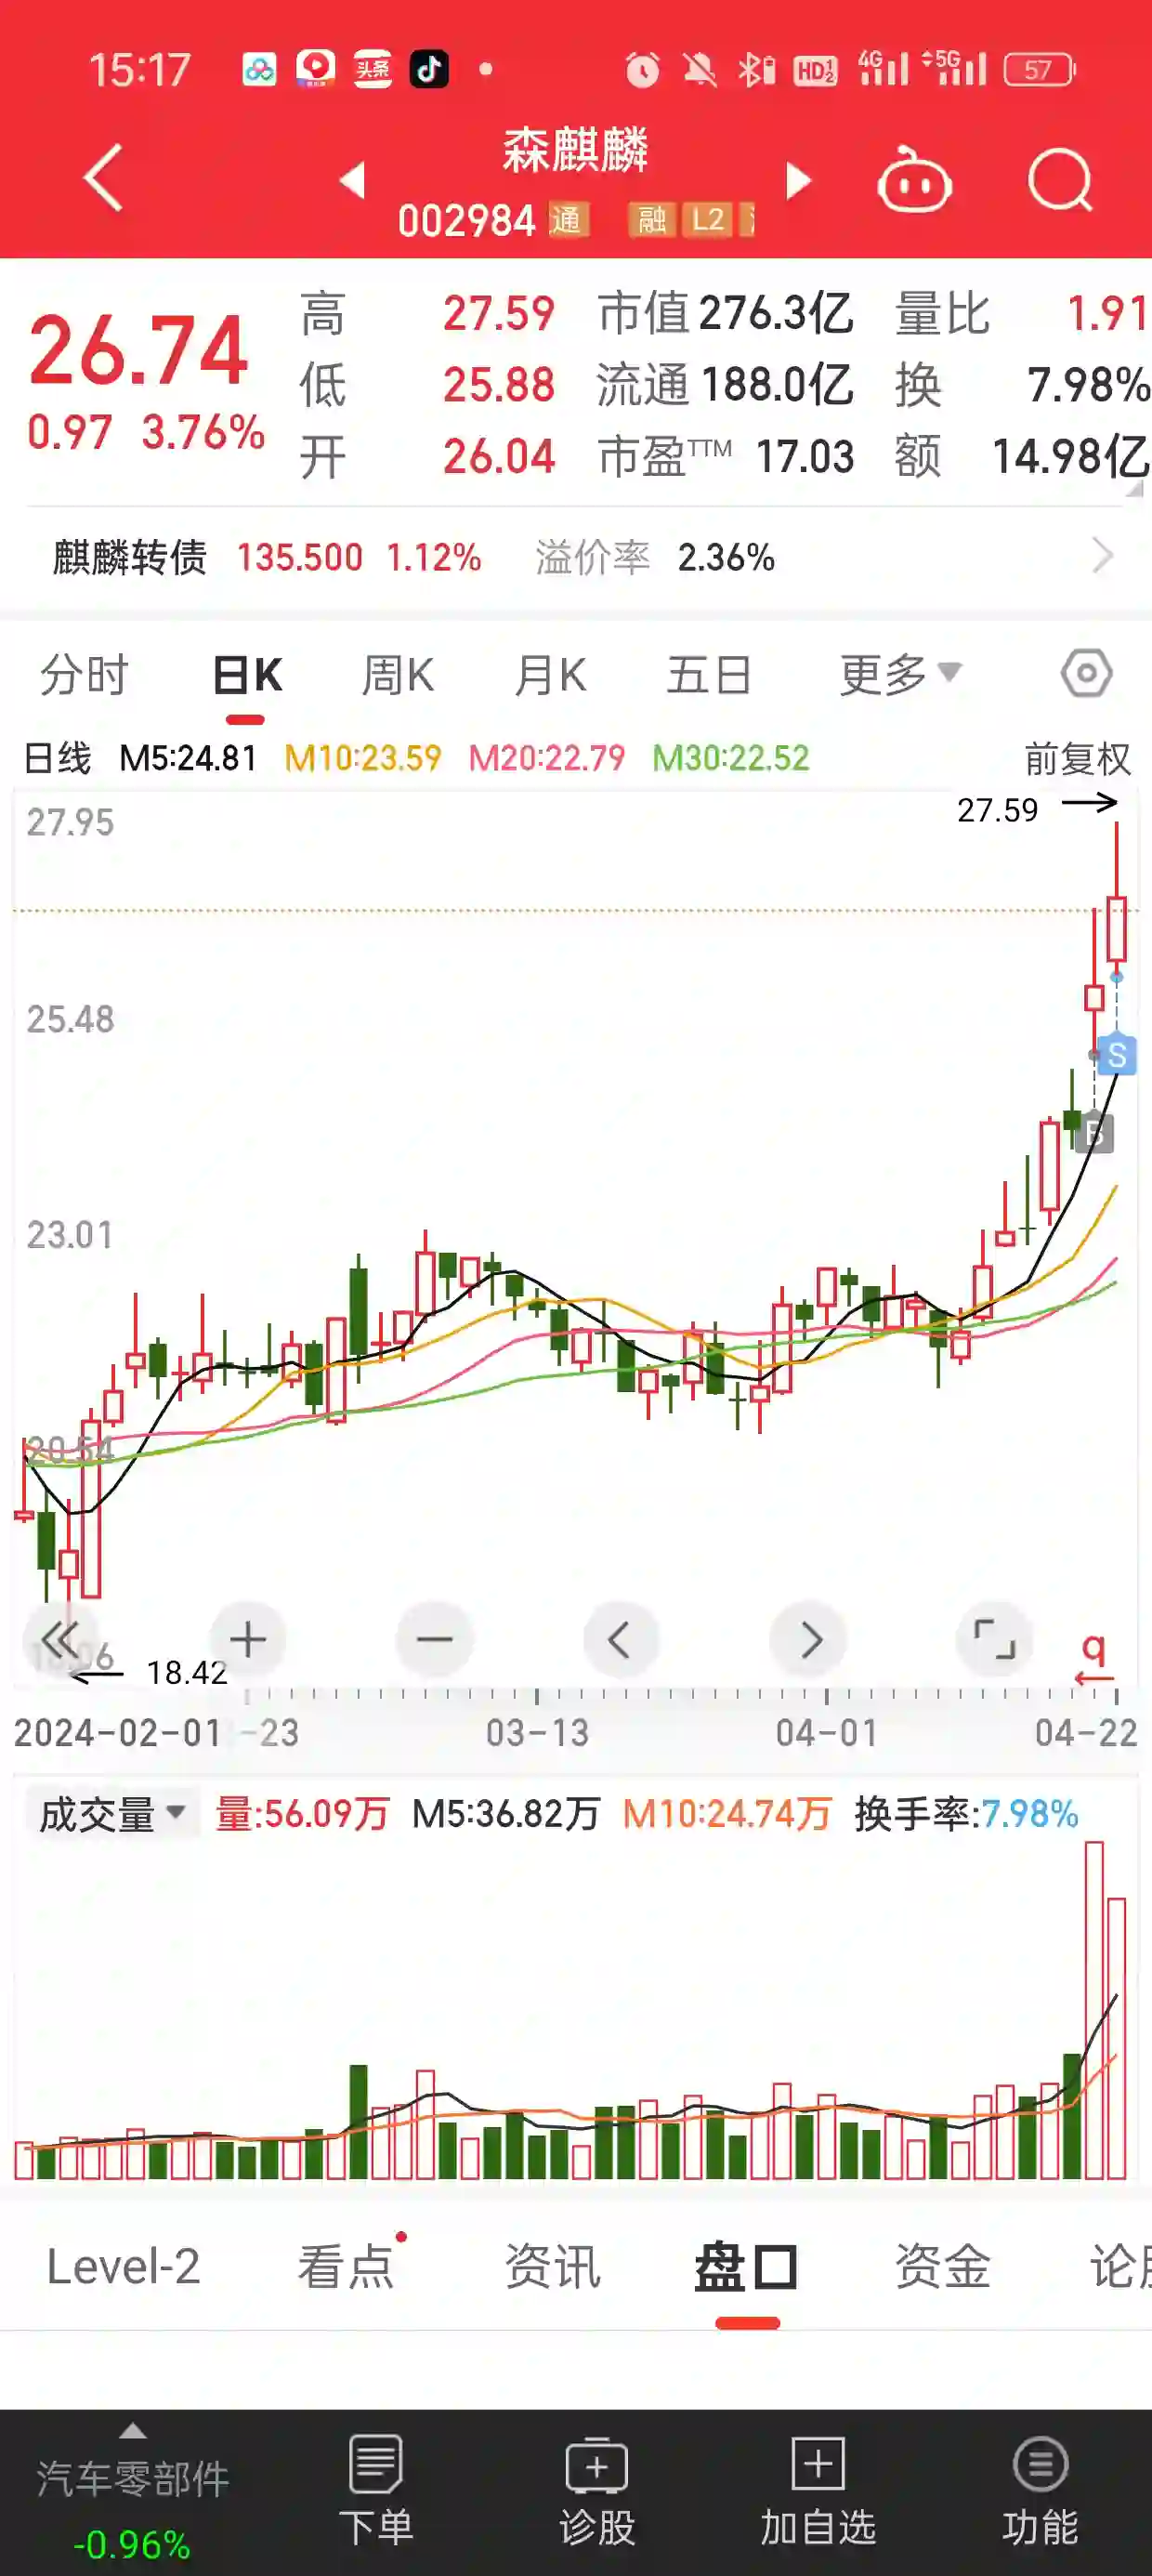 15:17 头条 HD 1 2 4G 5G 57
森麒麟
002984 通 融 L2
26.74 高 27.59 市值 276.3亿 量比 1.91
0.97 3.76% 低 25.88 流通 188.0亿 换 7.98%
开 26.04 市盈TTM 17.03 额 14.98亿
麒麟转债 135.500 1.12% 溢价率 2.36%
分时 日K 周K 月K 五日 更多
日线 M5:24.81 M10:23.59 M20:22.79 M30:22.52 前复权
27.95 27.59
25.48
S
B
23.01
20.54
18.42 q
2024-02-01 -23 03-13 04-01 04-22
成交量 量:56.09万 M5:36.82万 M10:24.74万 换手率:7.98%
Level-2 看点 资讯 盘口 资金 论
汽车零部件 下单 诊股 加自选 功能
-0.96%